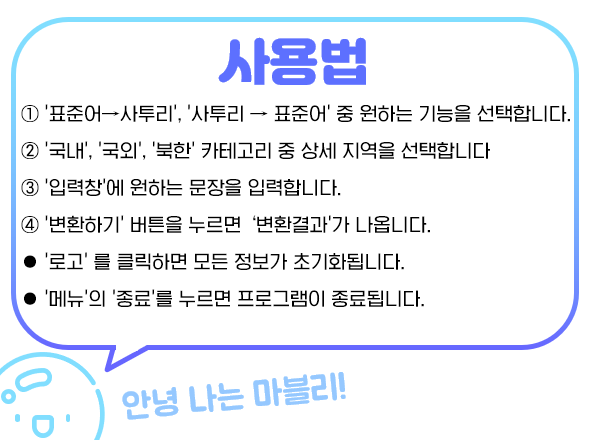 사용법
① '표준어→사투리', '사투리 → 표준어' 중 원하는 기능을 선택합니다.
② '국내', '국외', '북한' 카테고리 중 상세 지역을 선택합니다
③ '입력창'에 원하는 문장을 입력합니다.
④ '변환하기' 버튼을 누르면 ‘변환결과'가 나옵니다.
● '로고' 를 클릭하면 모든 정보가 초기화됩니다.
● '메뉴'의 '종료'를 누르면 프로그램이 종료됩니다.
안녕 나는 마블리!